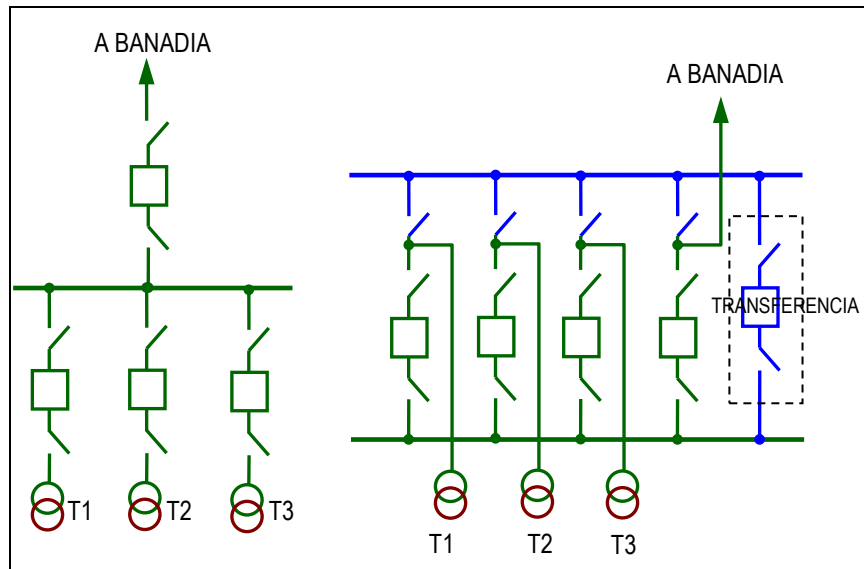 A BANADIA
A BANADIA
TRANSFERENCIA
T1
T2
T3
T1
T2
T3